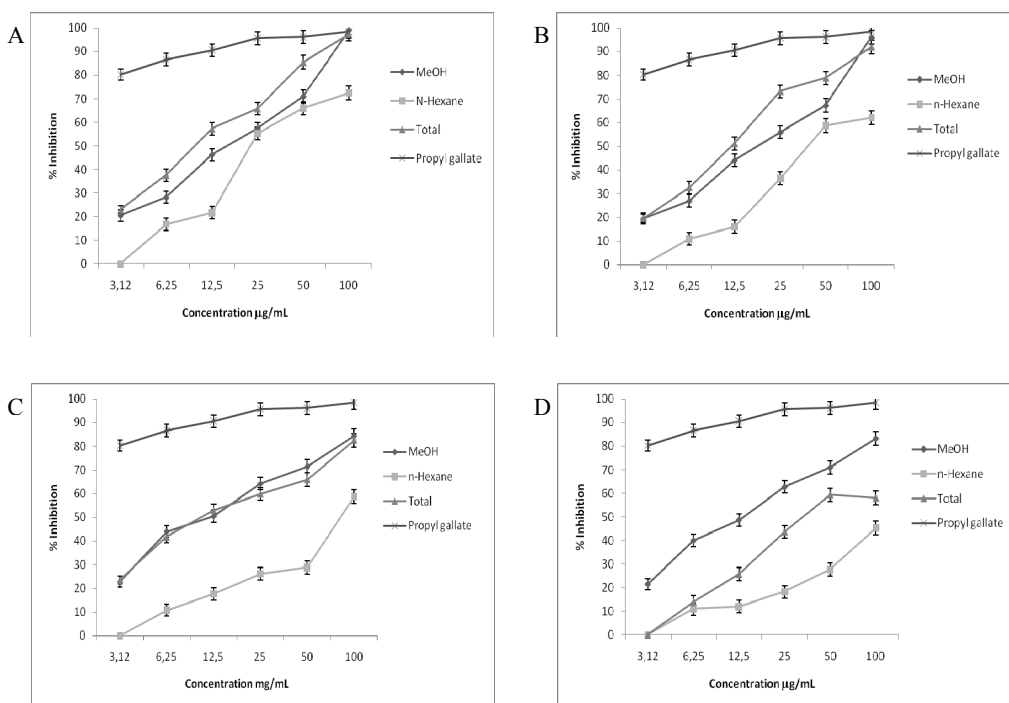 A
100
90
80
70
60
50
40
30
20
10
0
% Inhibition
3,12 6,25 12,5 25 50 100
Concentration µg/mL
MeOH
N-Hexane
Total
Propyl gallate
B
100
90
80
70
60
50
40
30
20
10
0
% Inhibition
3,12 6,25 12,5 25 50 100
Concentration µg/mL
MeOH
n-Hexane
Total
Propyl gallate
C
100
90
80
70
60
50
40
30
20
10
0
% Inhibition
3,12 6,25 12,5 25 50 100
Concentration mg/mL
MeOH
n-Hexane
Total
Propyl gallate
D
100
90
80
70
60
50
40
30
20
10
0
% Inhibition
3,12 6,25 12,5 25 50 100
Concentration µg/mL
MeOH
n-Hexane
Total
Propyl gallate